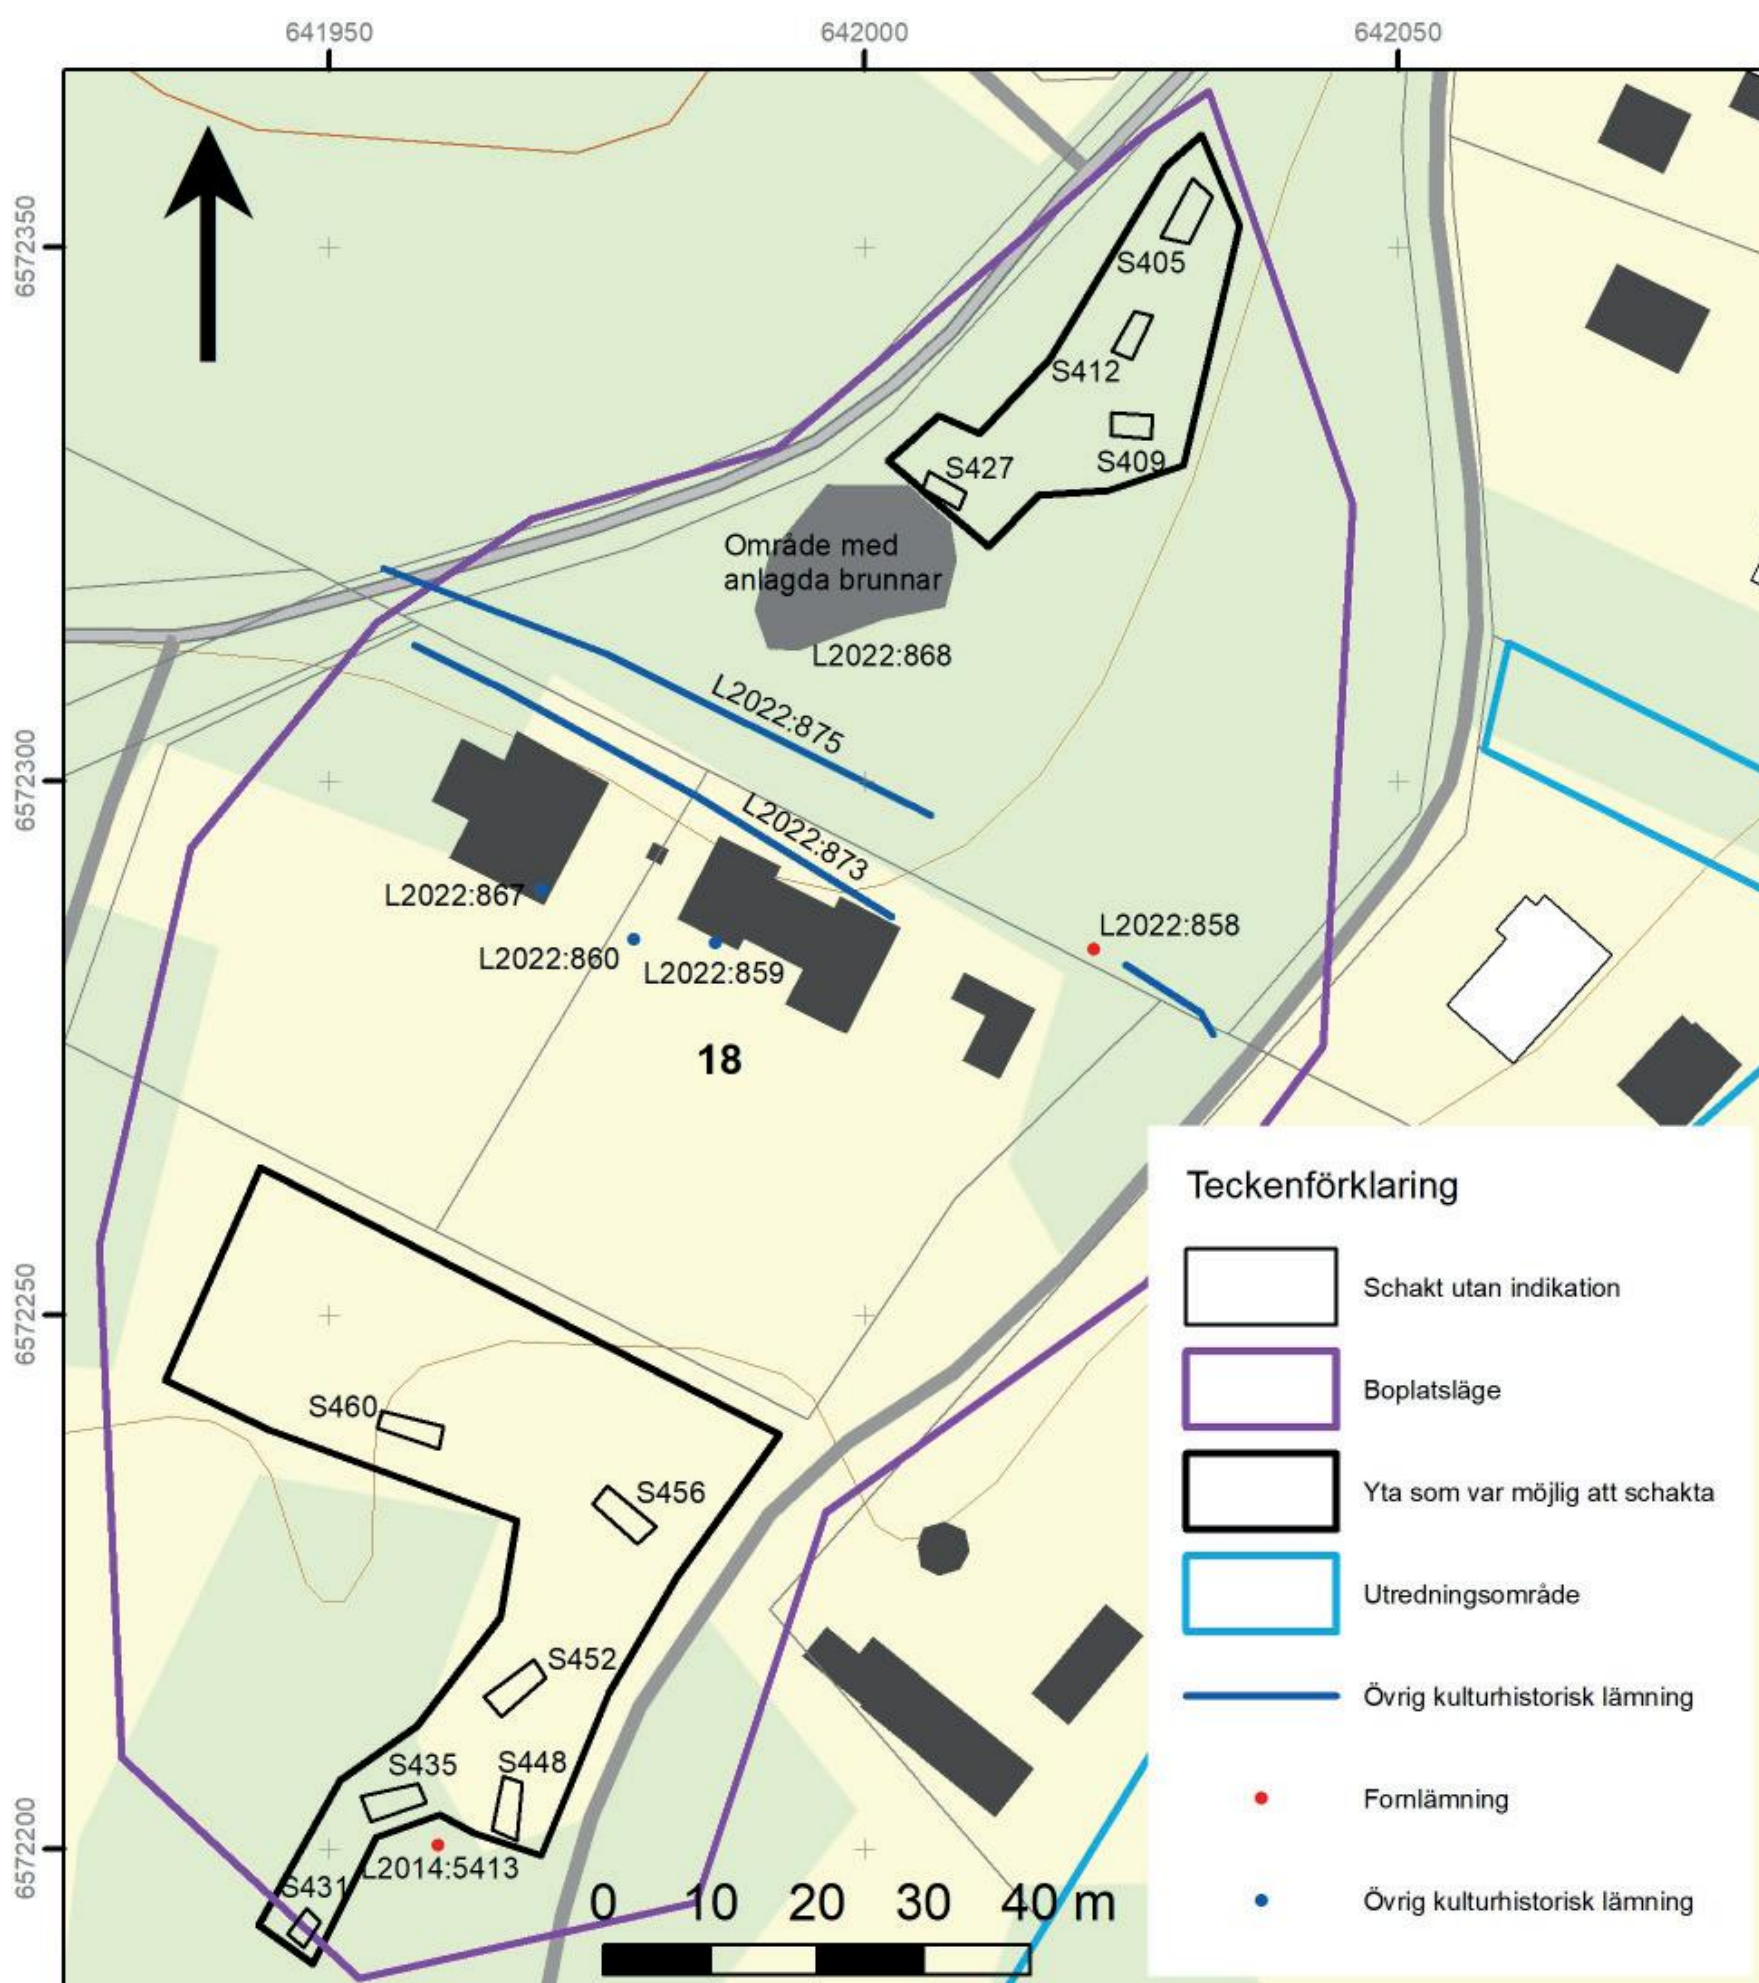 641950
642000
642050
6572350
6572300
6572250
6572200
S405
S412
S409
S427
Område med
anlagda brunnar
L2022:868
L2022:875
L2022:873
L2022:867
L2022:860
L2022:859
L2022:858
18
S460
S456
S452
S435
S448
S431
L2014:5413
0 10 20 30 40 m
Teckenförklaring
Schakt utan indikation
Boplatsläge
Yta som var möjlig att schakta
Utredningsområde
Övrig kulturhistorisk lämning
Fornlämning
Övrig kulturhistorisk lämning